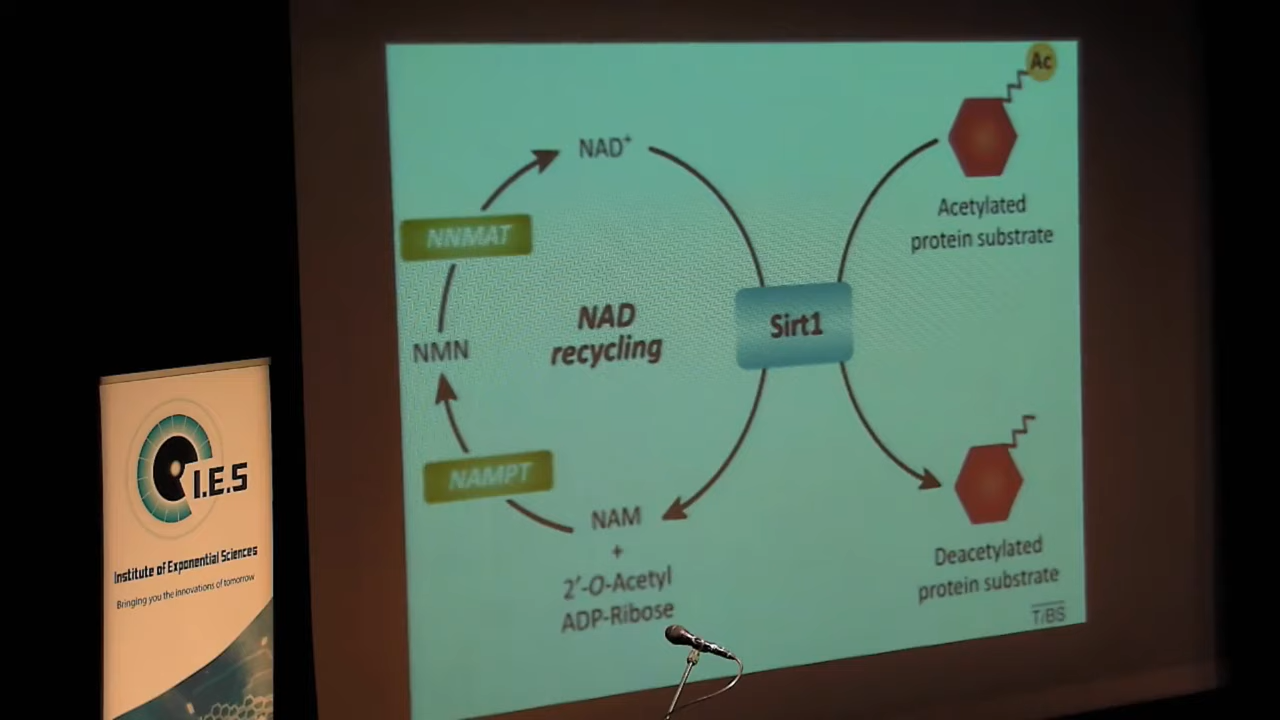 Ac
NAD⁺
Acetylated
protein substrate
NNMAT
NAD
recycling
Sirt1
NMN
NAMPT
NAM
+
2′-O-Acetyl
ADP-Ribose
Deacetylated
protein substrate
TiBS
I.E.S
Institute of Exponential Sciences
Bringing you the innovations of tomorrow